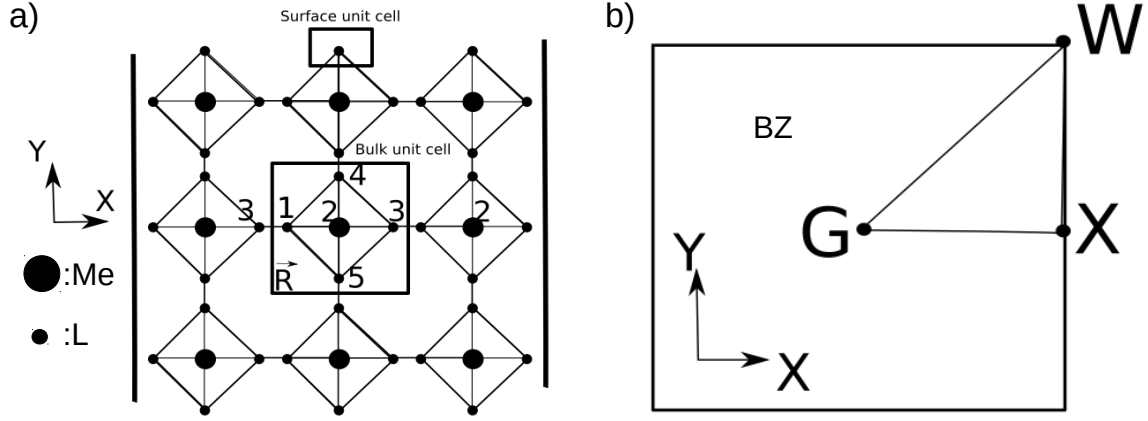 a)
Surface unit cell
Bulk unit cell
Y
X
4
3 1 2 3 2
R 5
:Me
:L
b)
W
BZ
G X
Y
X